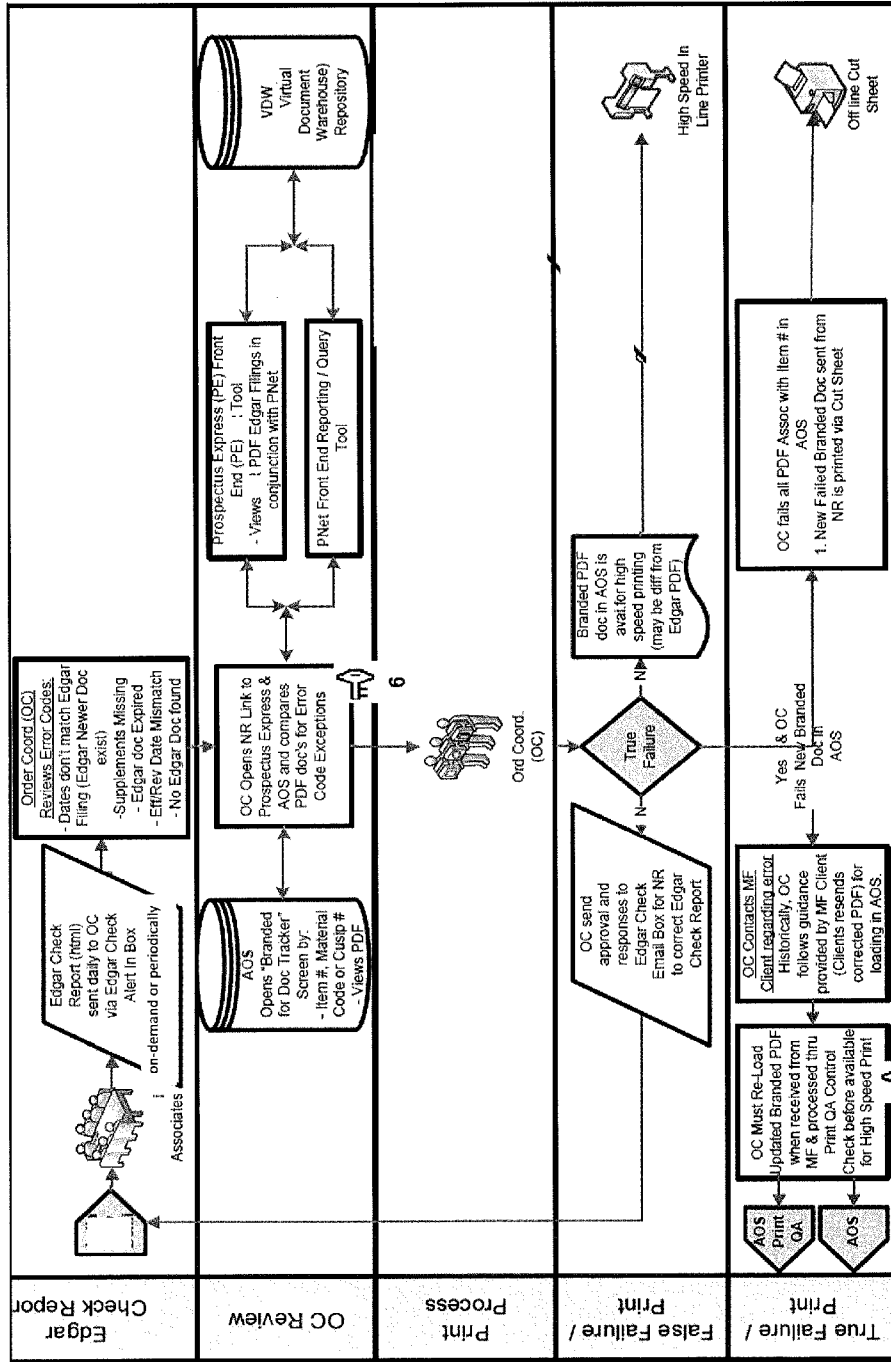 Edgar
Check Repor
Edgar Check
Report (html)
sent daily to OC
via Edgar Check
Alert In Box
on-demand or periodically
Associates
Order Coord (OC)
Reviews Error Codes:
- Dates don't match Edgar
Filing (Edgar Newer Doc
exist)
-Supplements Missing
- Edgar doc Expired
- Eff/Rev Date Mismatch
- No Edgar Doc found
OC Review
AOS
Opens "Branded
for Doc Tracker"
Screen by:
- Item #, Material
Code or Cusip #
- Views PDF
OC Opens NR Link to
Prospectus Express &
AOS and compares
PDF doc's for Error
Code Exceptions
6
Prospectus Express (PE) Front
End (PE) Tool
- Views PDF Edgar Filings in
conjunction with PNet
PNet Front End Reporting / Query
Tool
VDW
Virtual
Document
Warehouse)
Repository
Print
Process
Ord Coord.
(OC)
False Failure /
Print
OC send
approval and
responses to
Edgar Check
Email Box for NR
to correct Edgar
Check Report
N
True
Failure
N
Branded PDF
doc in AOS is
avai.for high
speed printing
(may be diff from
Edgar PDF)
High Speed In
Line Printer
True Failure /
Print
AOS
Print
QA
AOS
OC Must Re-Load
Updated Branded PDF
when received from
MF & processed thru
Print QA Control
Check before available
for High Speed Print
A
OC Contacts MF
Client regarding error
Historically, OC
follows guidance
provided by MF Client
(Clients resends
corrected PDF) for
loading in AOS.
Yes & OC
Fails New Branded
Doc in
AOS
OC fails all PDF Assoc with Item # in
AOS
1. New Failed Branded Doc sent from
NR is printed via Cut Sheet
Off line Cut
Sheet